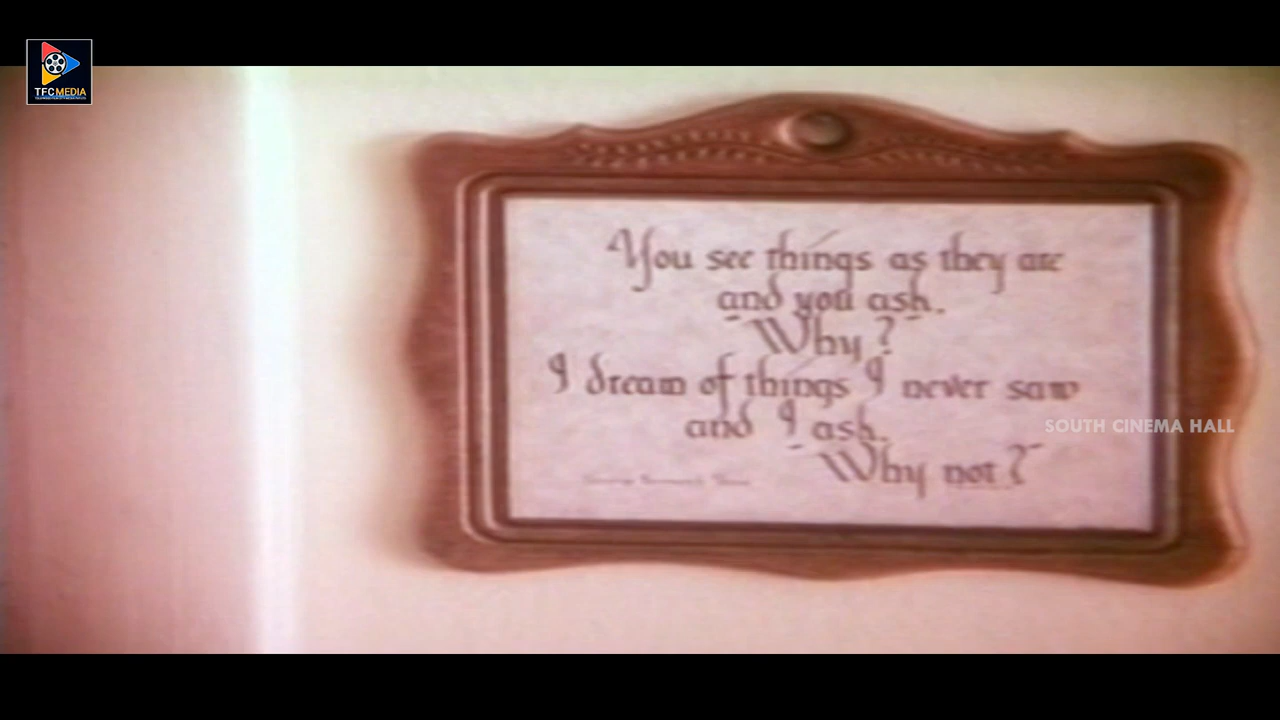 TFCMEDIA
You see things as they are
and you ask.
"Why?"
I dream of things I never saw
and I ask.
"Why not?"
SOUTH CINEMA HALL